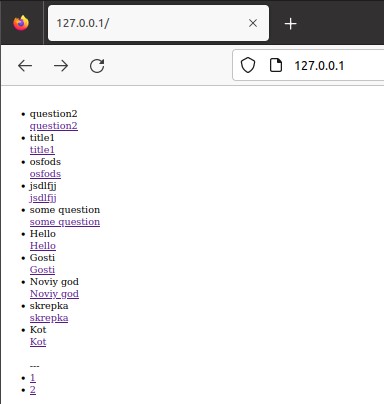 127.0.0.1/
127.0.0.1
question2
question2
title1
title1
osfods
osfods
jsdlfjj
jsdlfjj
some question
some question
Hello
Hello
Gosti
Gosti
Noviy god
Noviy god
skrepka
skrepka
Kot
Kot
---
1
2